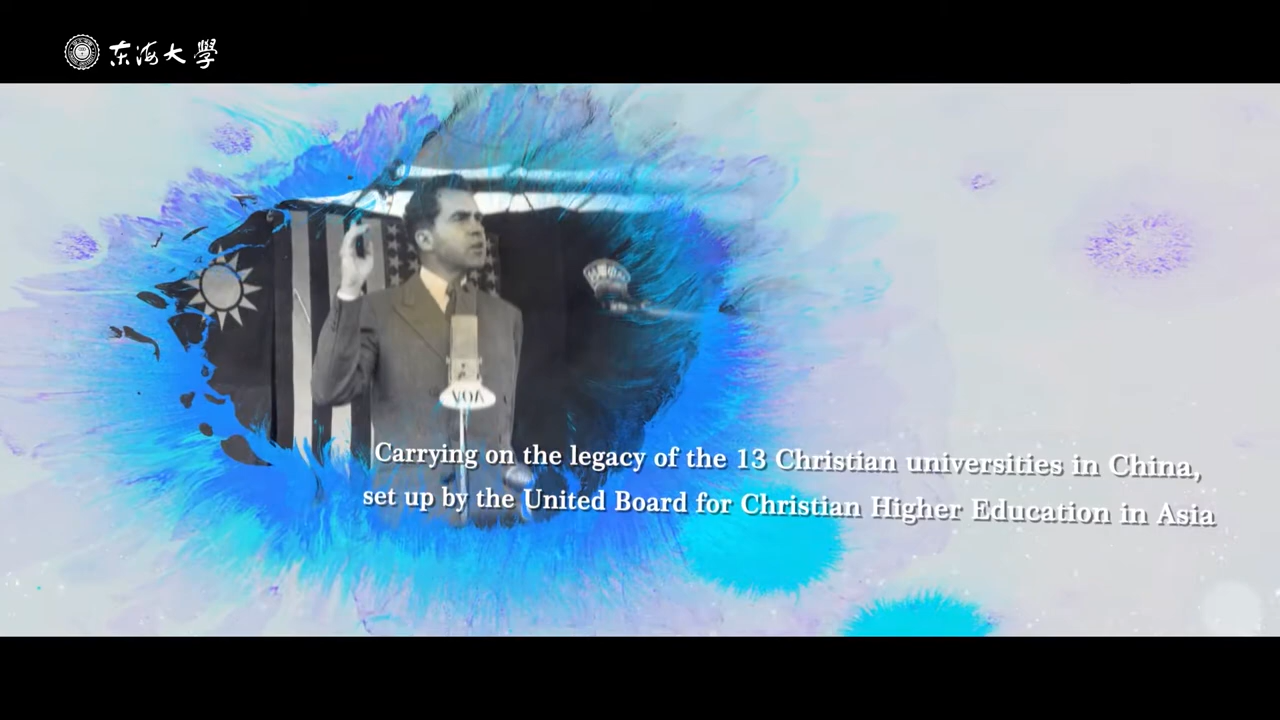 东海大學
VOA
Carrying on the legacy of the 13 Christian universities in China,
set up by the United Board for Christian Higher Education in Asia